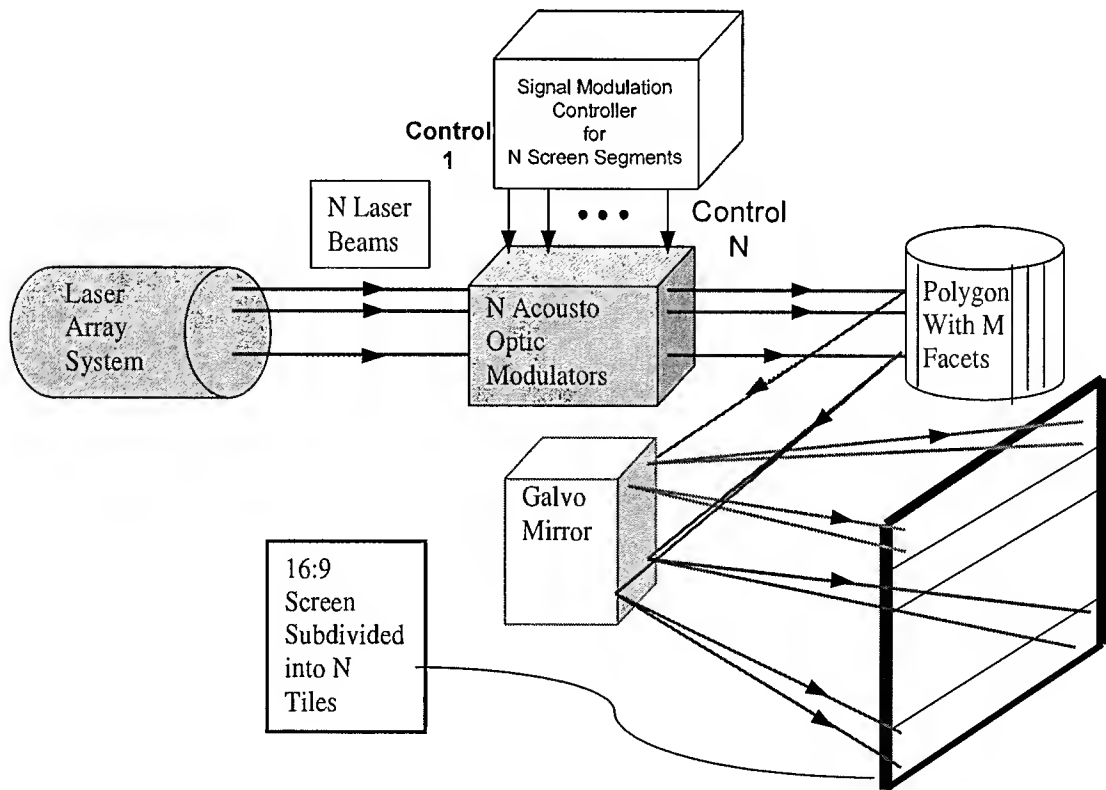 Signal Modulation
Controller
for
N Screen Segments
Control
1
N Laser
Beams
Control
N
Laser
Array
System
N Acousto
Optic
Modulators
Polygon
With M
Facets
Galvo
Mirror
16:9
Screen
Subdivided
into N
Tiles